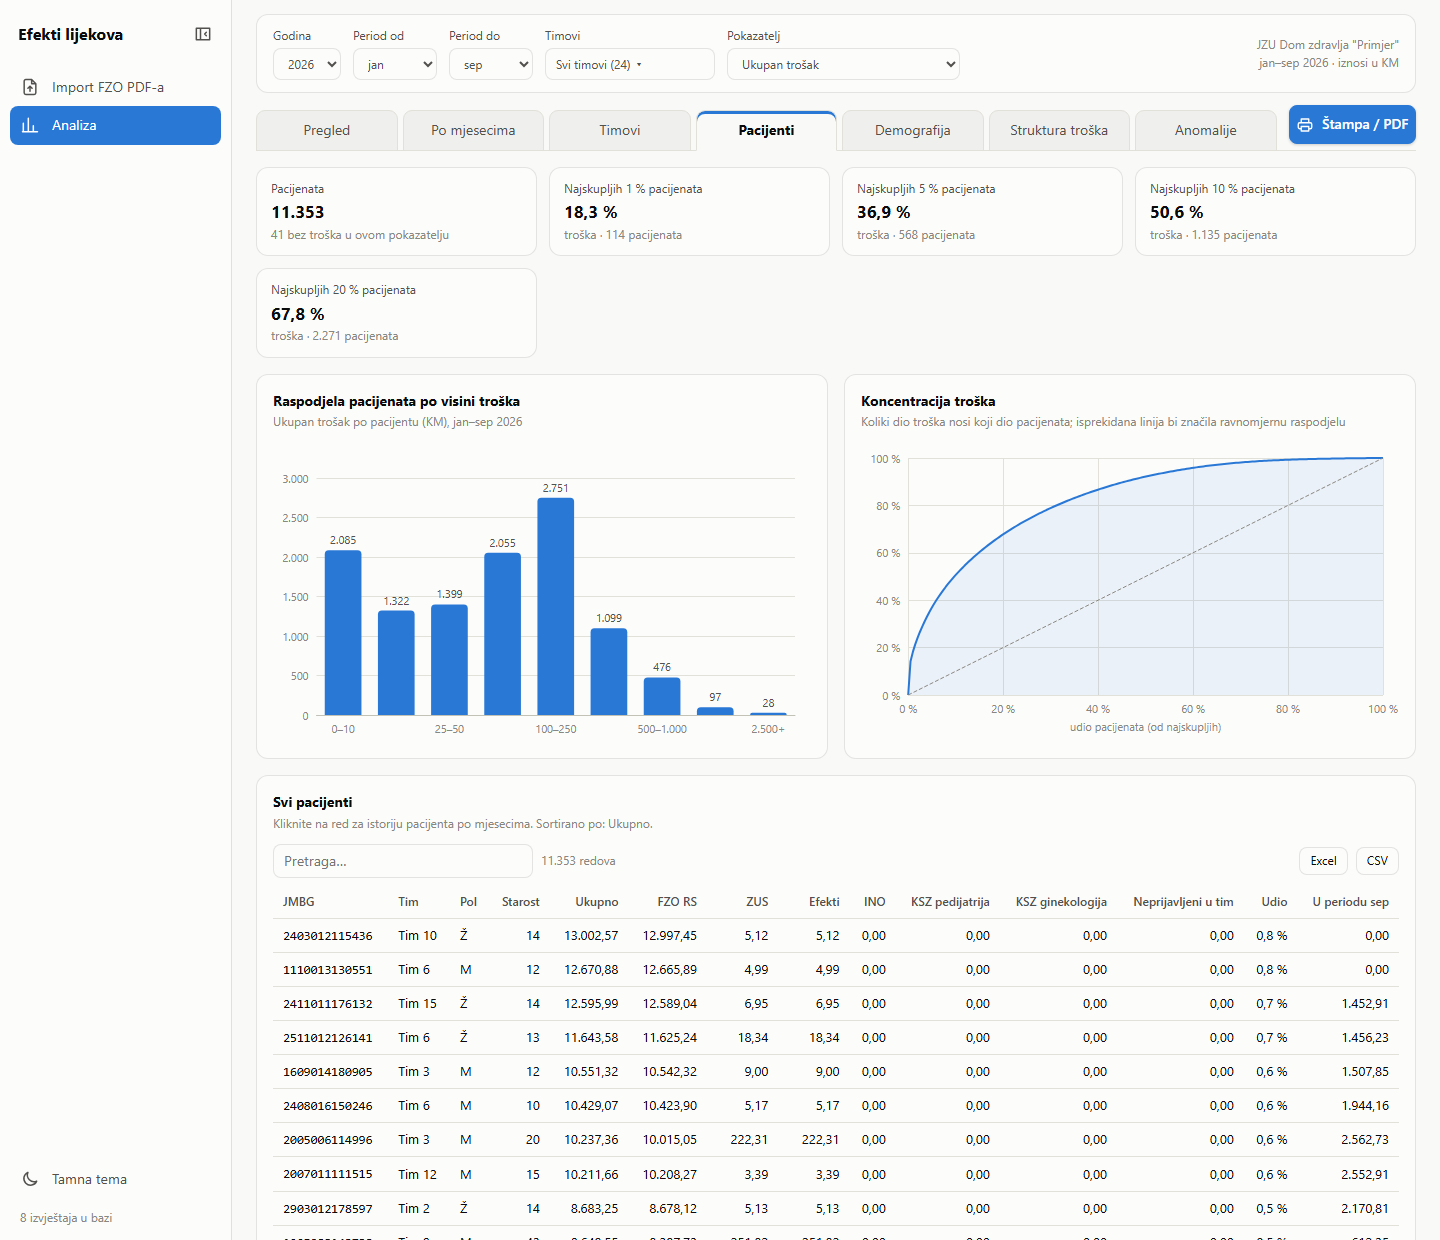 Efekti lijekova
Import FZO PDF-a
Analiza
Godina
Period od
Period do
Timovi
Pokazatelj
2026
jan
sep
Svi timovi (24)
Ukupan trošak
JZU Dom zdravlja "Primjer"
jan–sep 2026 · iznosi u KM
Pregled
Po mjesecima
Timovi
Pacijenti
Demografija
Struktura troška
Anomalije
Štampa / PDF
Pacijenata
11.353
41 bez troška u ovom pokazatelju
Najskupljih 1 % pacijenata
18,3 %
troška · 114 pacijenata
Najskupljih 5 % pacijenata
36,9 %
troška · 568 pacijenata
Najskupljih 10 % pacijenata
50,6 %
troška · 1.135 pacijenata
Najskupljih 20 % pacijenata
67,8 %
troška · 2.271 pacijenata
Raspodjela pacijenata po visini troška
Ukupan trošak po pacijentu (KM), jan–sep 2026
3.000
2.500
2.000
1.500
1.000
500
0
2.085
1.322
1.399
2.055
2.751
1.099
476
97
28
0–10
25–50
100–250
500–1.000
2.500+
Koncentracija troška
Koliki dio troška nosi koji dio pacijenata; isprekidana linija bi značila ravnomjernu raspodjelu
100 %
80 %
60 %
40 %
20 %
0 %
0 %
20 %
40 %
60 %
80 %
100 %
udio pacijenata (od najskupljih)
Svi pacijenti
Kliknite na red za istoriju pacijenta po mjesecima. Sortirano po: Ukupno.
Pretraga...
11.353 redova
Excel
CSV
JMBG Tim Pol Starost Ukupno FZO RS ZUS Efekti INO KSZ pedijatrija KSZ ginekologija Neprijavljeni u tim Udio U periodu sep
2403012115436 Tim 10 Ž 14 13.002,57 12.997,45 5,12 5,12 0,00 0,00 0,00 0,00 0,8 % 0,00
1110013130551 Tim 6 M 12 12.670,88 12.665,89 4,99 4,99 0,00 0,00 0,00 0,00 0,8 % 0,00
2411011176132 Tim 15 Ž 14 12.595,99 12.589,04 6,95 6,95 0,00 0,00 0,00 0,00 0,7 % 1.452,91
2511012126141 Tim 6 Ž 13 11.643,58 11.625,24 18,34 18,34 0,00 0,00 0,00 0,00 0,7 % 1.456,23
1609014180905 Tim 3 M 12 10.551,32 10.542,32 9,00 9,00 0,00 0,00 0,00 0,00 0,6 % 1.507,85
2408016150246 Tim 6 M 10 10.429,07 10.423,90 5,17 5,17 0,00 0,00 0,00 0,00 0,6 % 1.944,16
2005006114996 Tim 3 M 20 10.237,36 10.015,05 222,31 222,31 0,00 0,00 0,00 0,00 0,6 % 2.562,73
2007011111515 Tim 12 M 15 10.211,66 10.208,27 3,39 3,39 0,00 0,00 0,00 0,00 0,6 % 2.552,91
2903012178597 Tim 2 Ž 14 8.683,25 8.678,12 5,13 5,13 0,00 0,00 0,00 0,00 0,5 % 2.170,81
Tamna tema
8 izvještaja u bazi